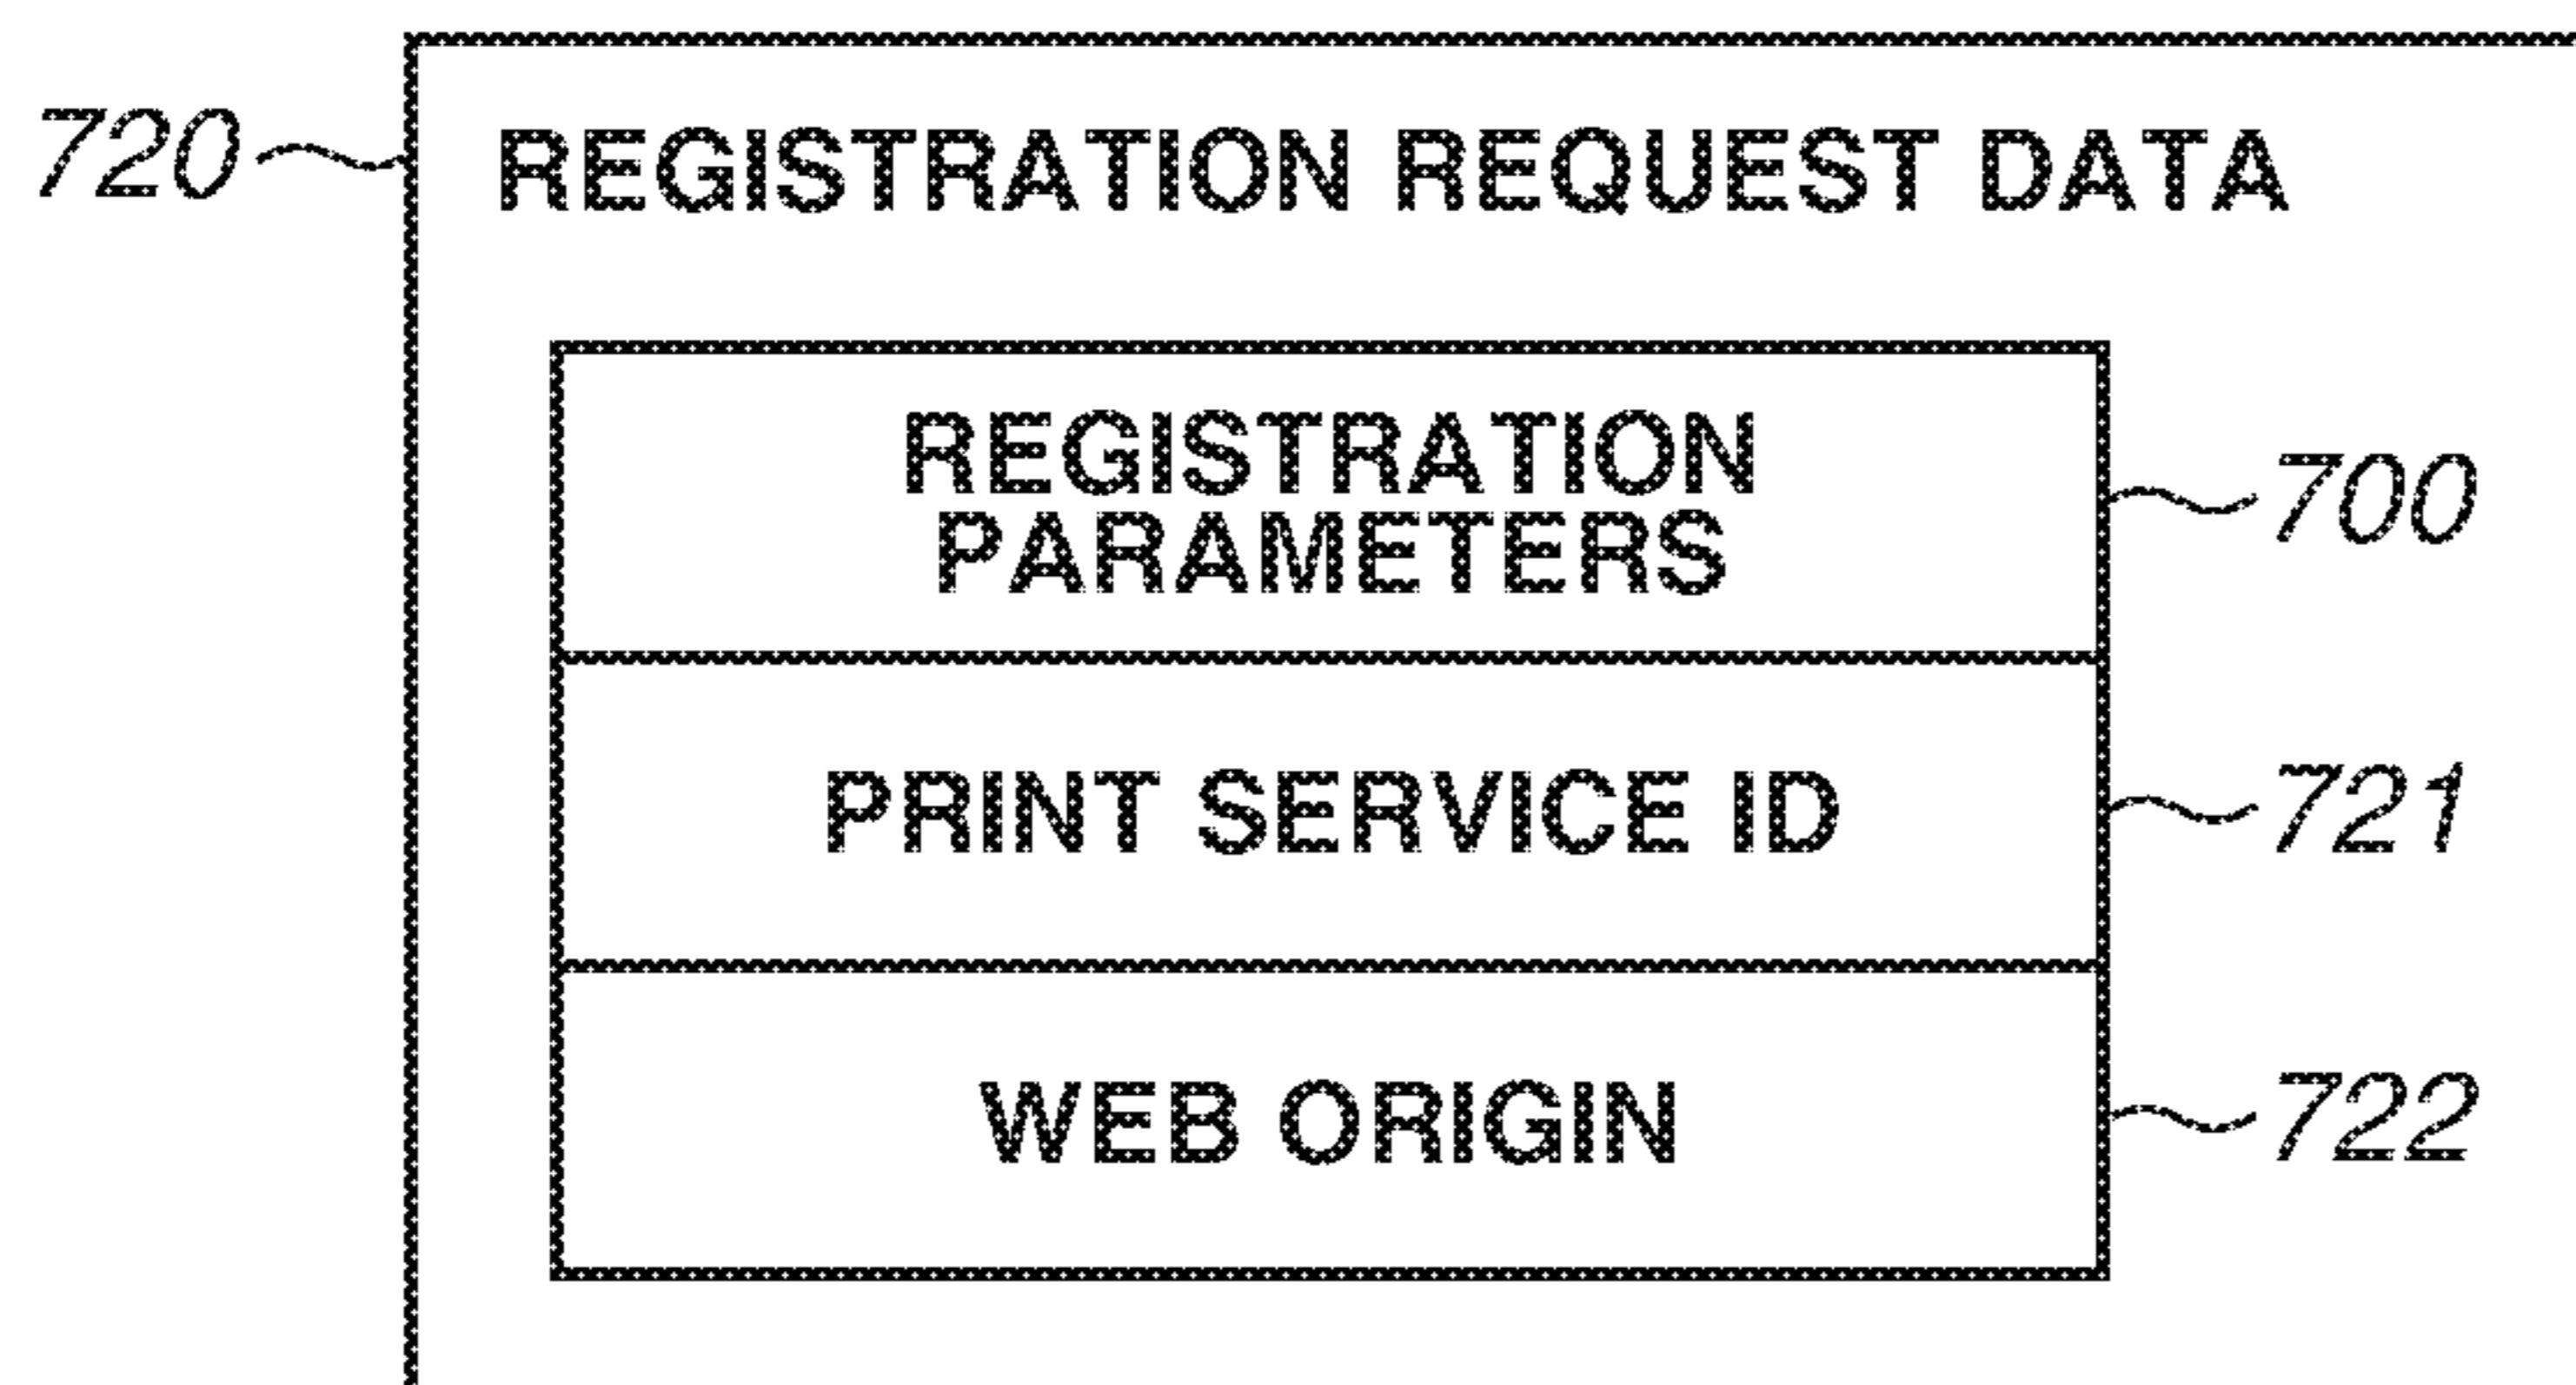 720 REGISTRATION REQUEST DATA
REGISTRATION
PARAMETERS
700
PRINT SERVICE ID 721
WEB ORIGIN 722